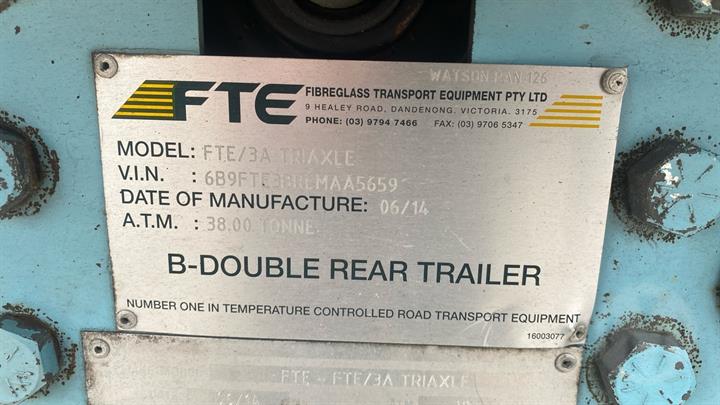 WATSON RAN 126
FTE FIBREGLASS TRANSPORT EQUIPMENT PTY LTD
9 HEALEY ROAD, DANDENONG, VICTORIA. 3175
PHONE: (03) 9794 7466 FAX: (03) 9706 5347
MODEL: FTE/3A TRIAXLE
V.I.N. :
DATE OF MANUFACTURE: 06/14
A.T.M. : 38.00 TONNE
B-DOUBLE REAR TRAILER
NUMBER ONE IN TEMPERATURE CONTROLLED ROAD TRANSPORT EQUIPMENT
16003077
FTE - FTE/3A TRIAXLE